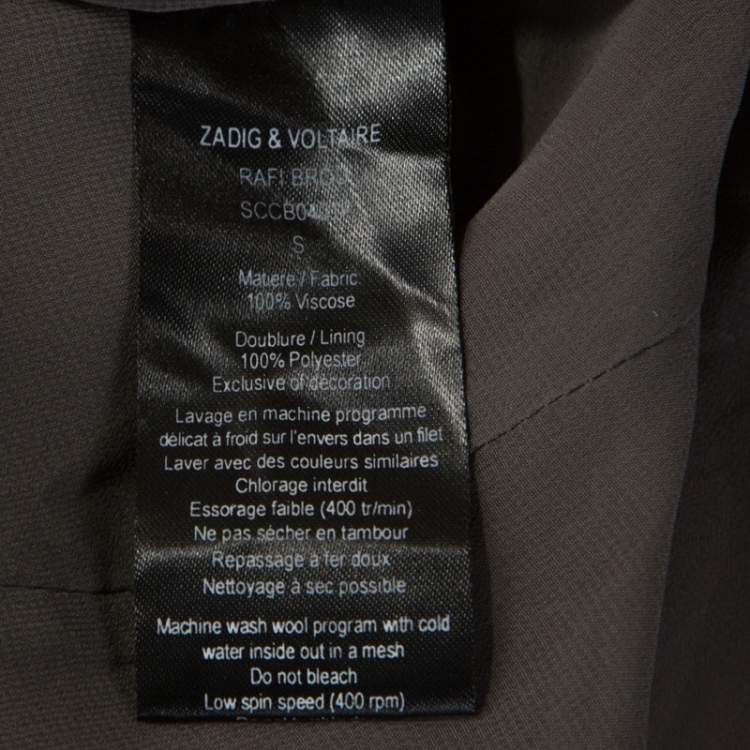 ZADIG & VOLTAIRE
RAFI
S
Matiere / Fabric
100% Viscose
Doublure / Lining
100% Polyester
Exclusive of decoration
Lavage en machine programme
délicat à froid sur l'envers dans un filet
Laver avec des couleurs similaires
Chlorage interdit
Essorage faible (400 tr/min)
Ne pas sécher en tambour
Repassage à fer doux
Nettoyage à sec possible
Machine wash wool program with cold
water inside out in a mesh
Do not bleach
Low spin speed (400 rpm)